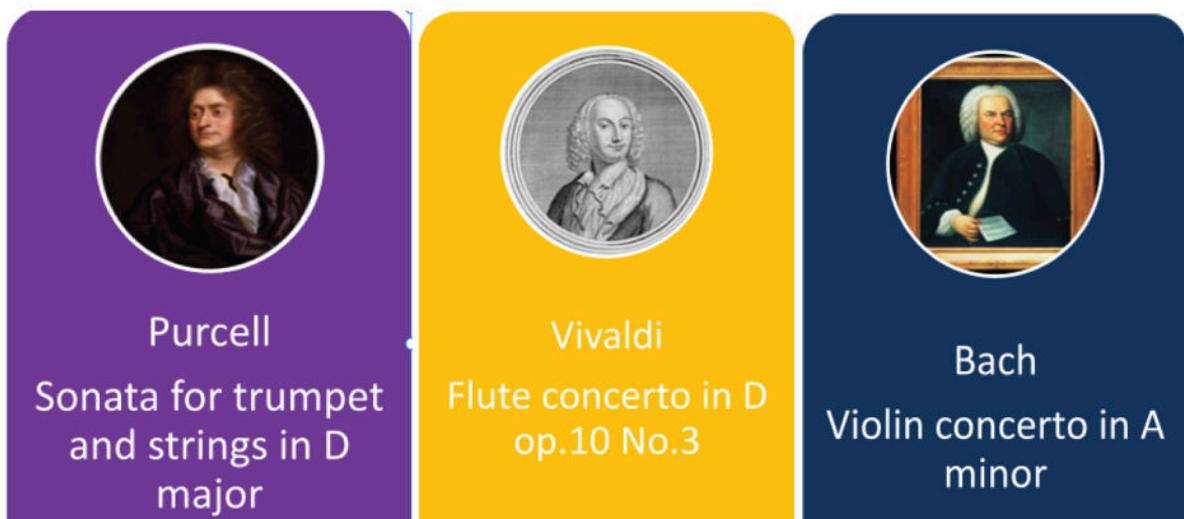 Purcell
Sonata for trumpet
and strings in D
major
Vivaldi
Flute concerto in D
op.10 No.3
Bach
Violin concerto in A
minor